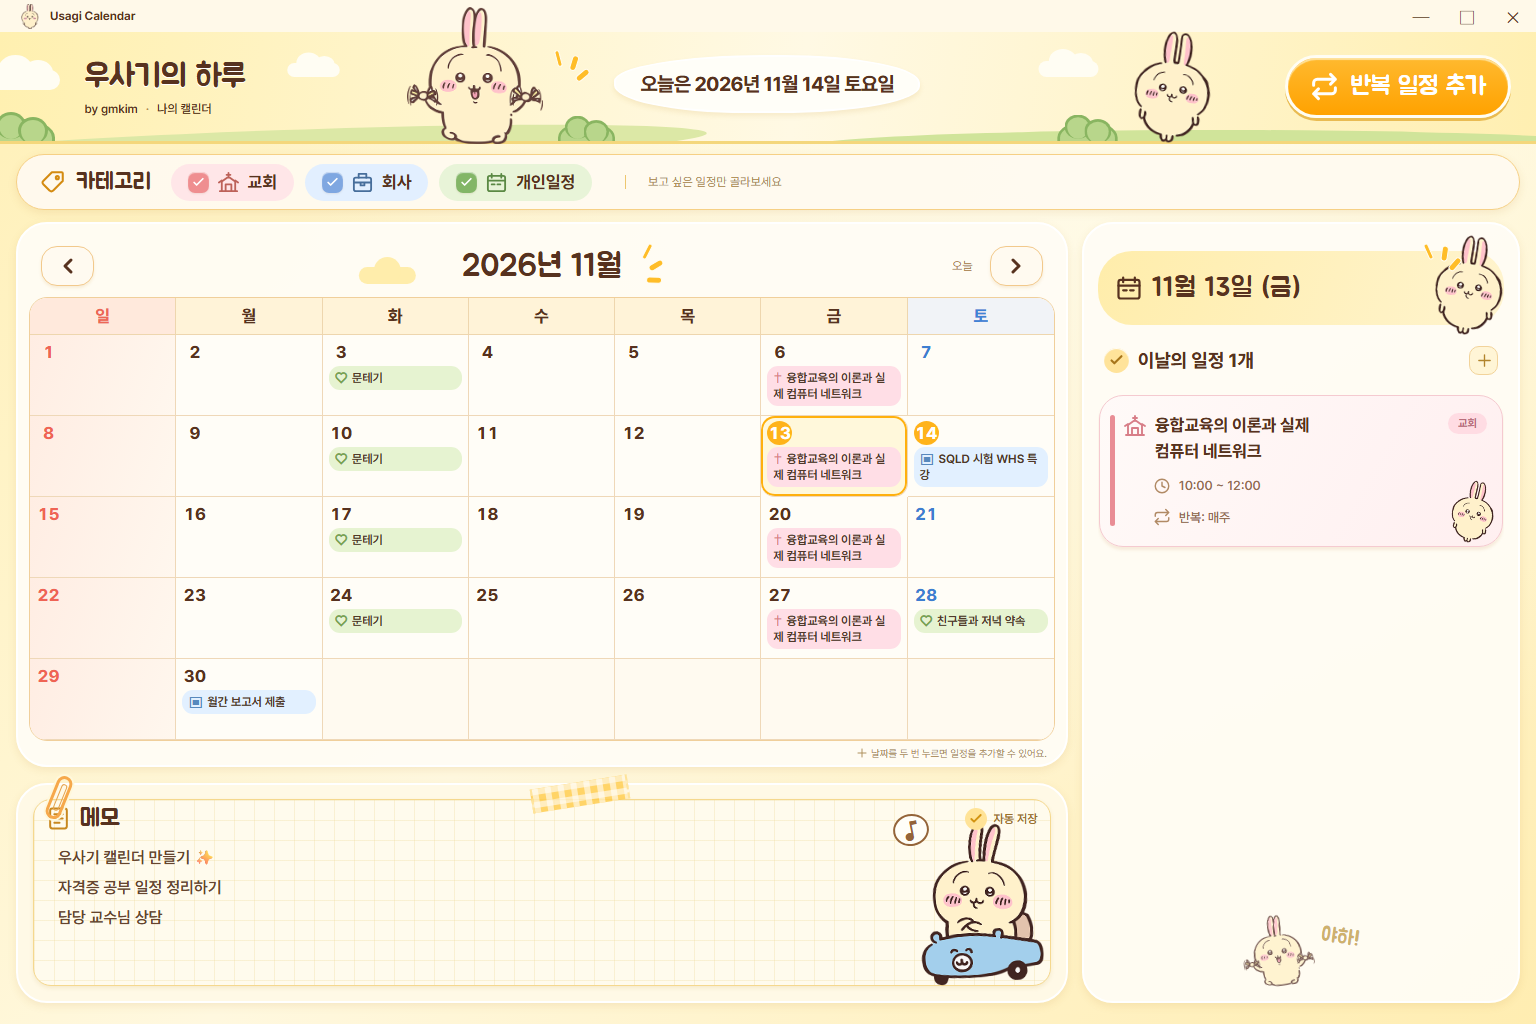 Usagi Calendar
우사기의 하루
by gmkim · 나의 캘린더
오늘은 2026년 11월 14일 토요일
반복 일정 추가
카테고리
교회
회사
개인일정
보고 싶은 일정만 골라보세요
2026년 11월
오늘
일 월 화 수 목 금 토
1 2 3 4 5 6 7
문테기
융합교육의 이론과 실
제 컴퓨터 네트워크
8 9 10 11 12 13 14
문테기
융합교육의 이론과 실
제 컴퓨터 네트워크
SQLD 시험 WHS 특
강
15 16 17 18 19 20 21
문테기
융합교육의 이론과 실
제 컴퓨터 네트워크
22 23 24 25 26 27 28
문테기
융합교육의 이론과 실
제 컴퓨터 네트워크
친구들과 저녁 약속
29 30
월간 보고서 제출
+ 날짜를 두 번 누르면 일정을 추가할 수 있어요.
메모
자동 저장
우사기 캘린더 만들기 ✨
자격증 공부 일정 정리하기
담당 교수님 상담
11월 13일 (금)
이날의 일정 1개
융합교육의 이론과 실제
컴퓨터 네트워크
교회
10:00 ~ 12:00
반복: 매주
야하!